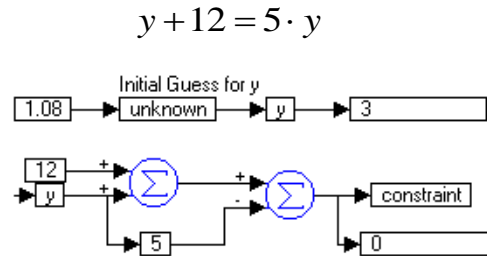 y + 12 = 5 · y
Initial Guess for y
1.08 unknown y 3
12 + Σ + Σ constraint
y + -
5 0